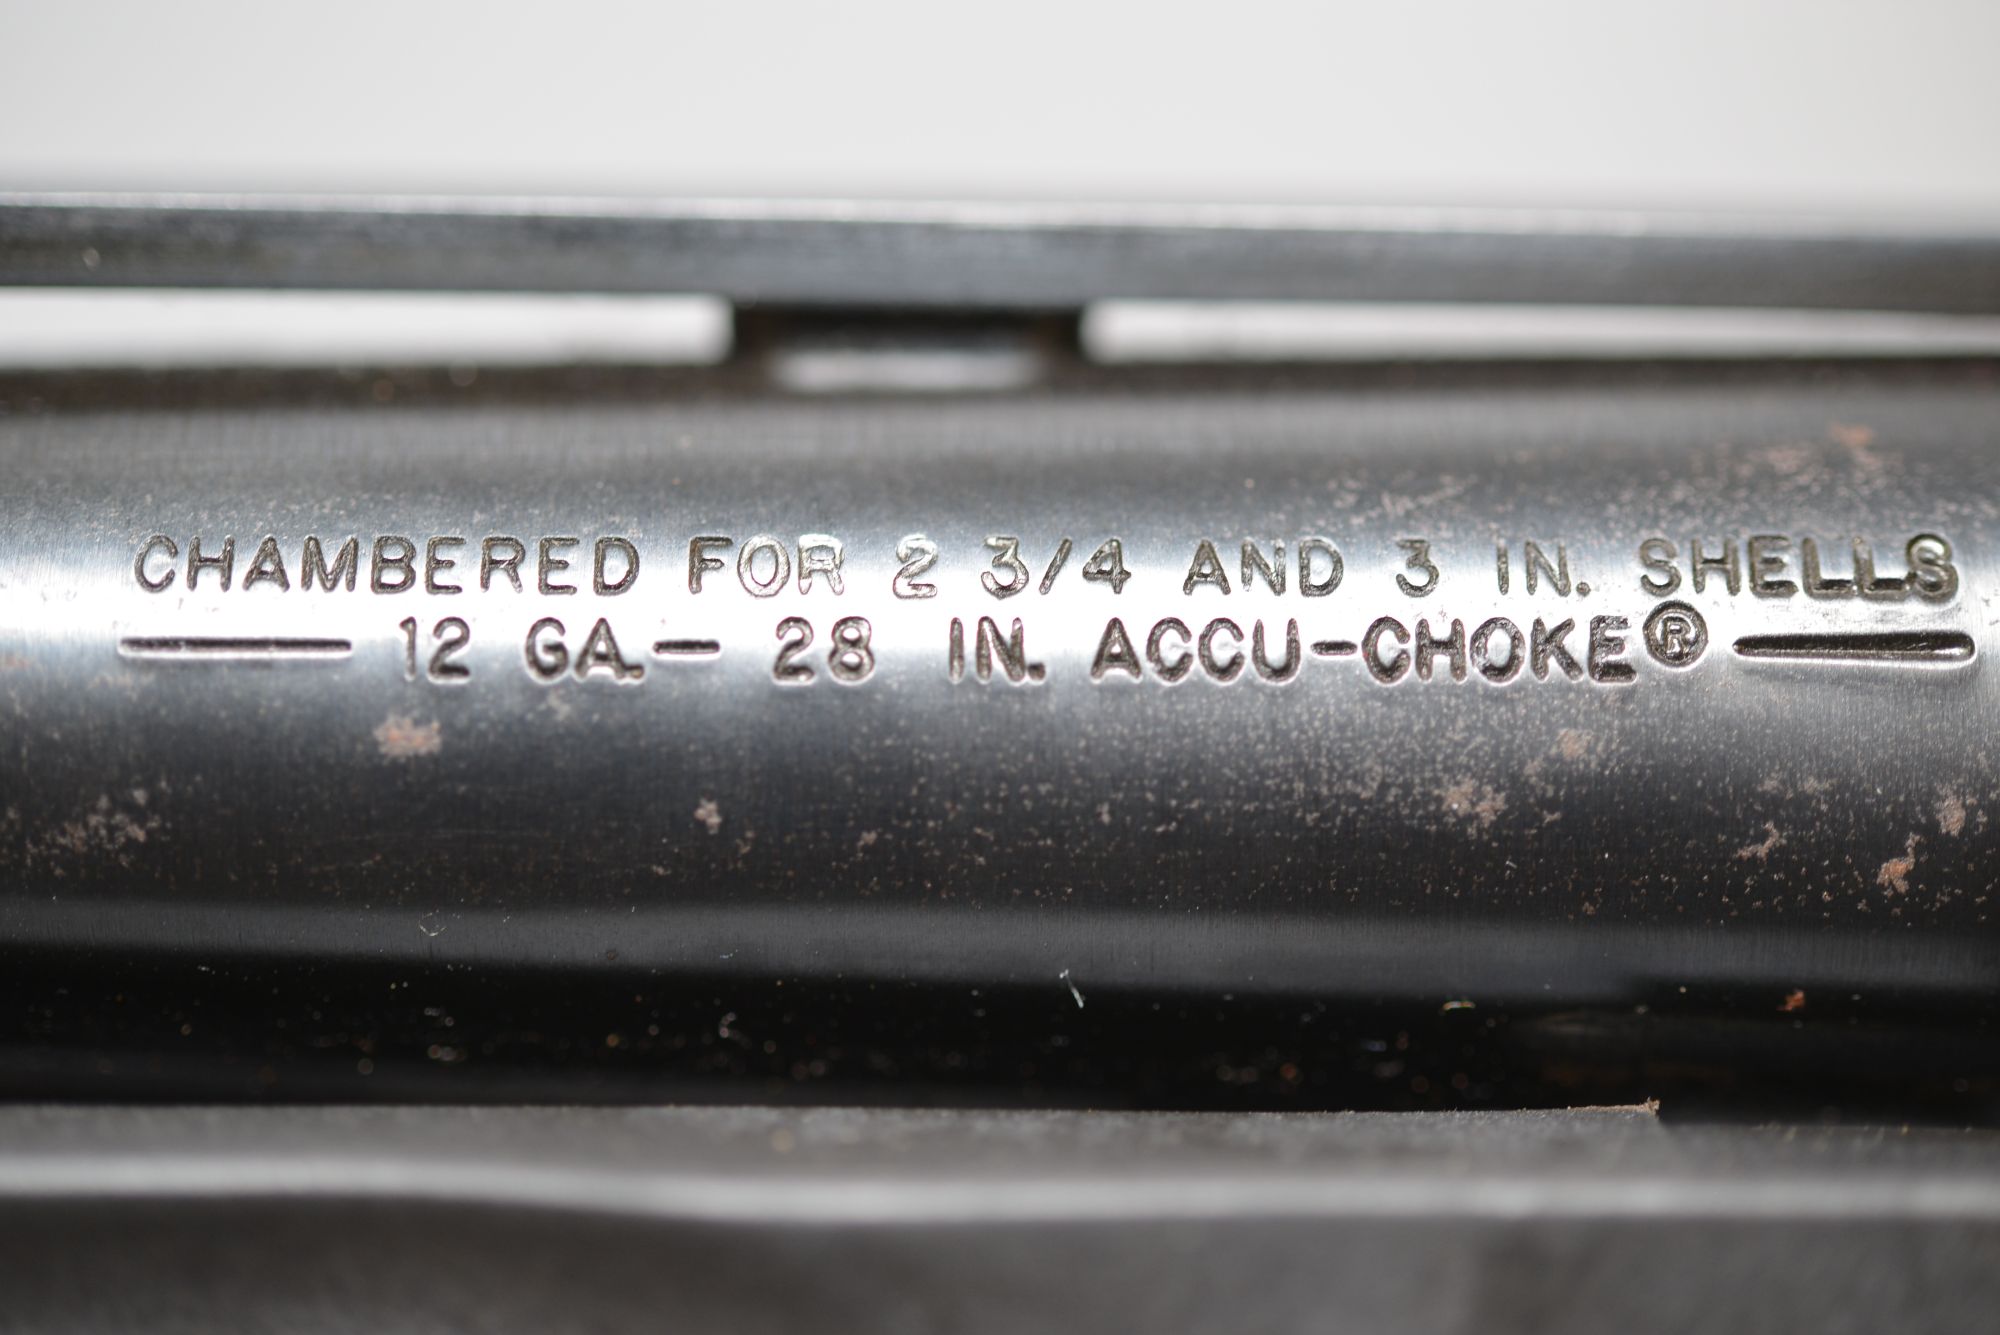 CHAMBERED FOR 2 3/4 AND 3 IN. SHELLS
— 12 GA.— 28 IN. ACCU-CHOKE® —